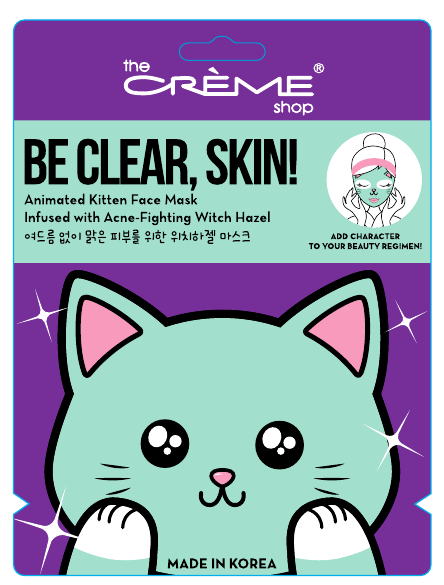 the
CRÈME®
shop
BE CLEAR, SKIN!
Animated Kitten Face Mask
Infused with Acne-Fighting Witch Hazel
여드름 없이 맑은 피부를 위한 위치하젤 마스크
ADD CHARACTER
TO YOUR BEAUTY REGIMEN!
MADE IN KOREA